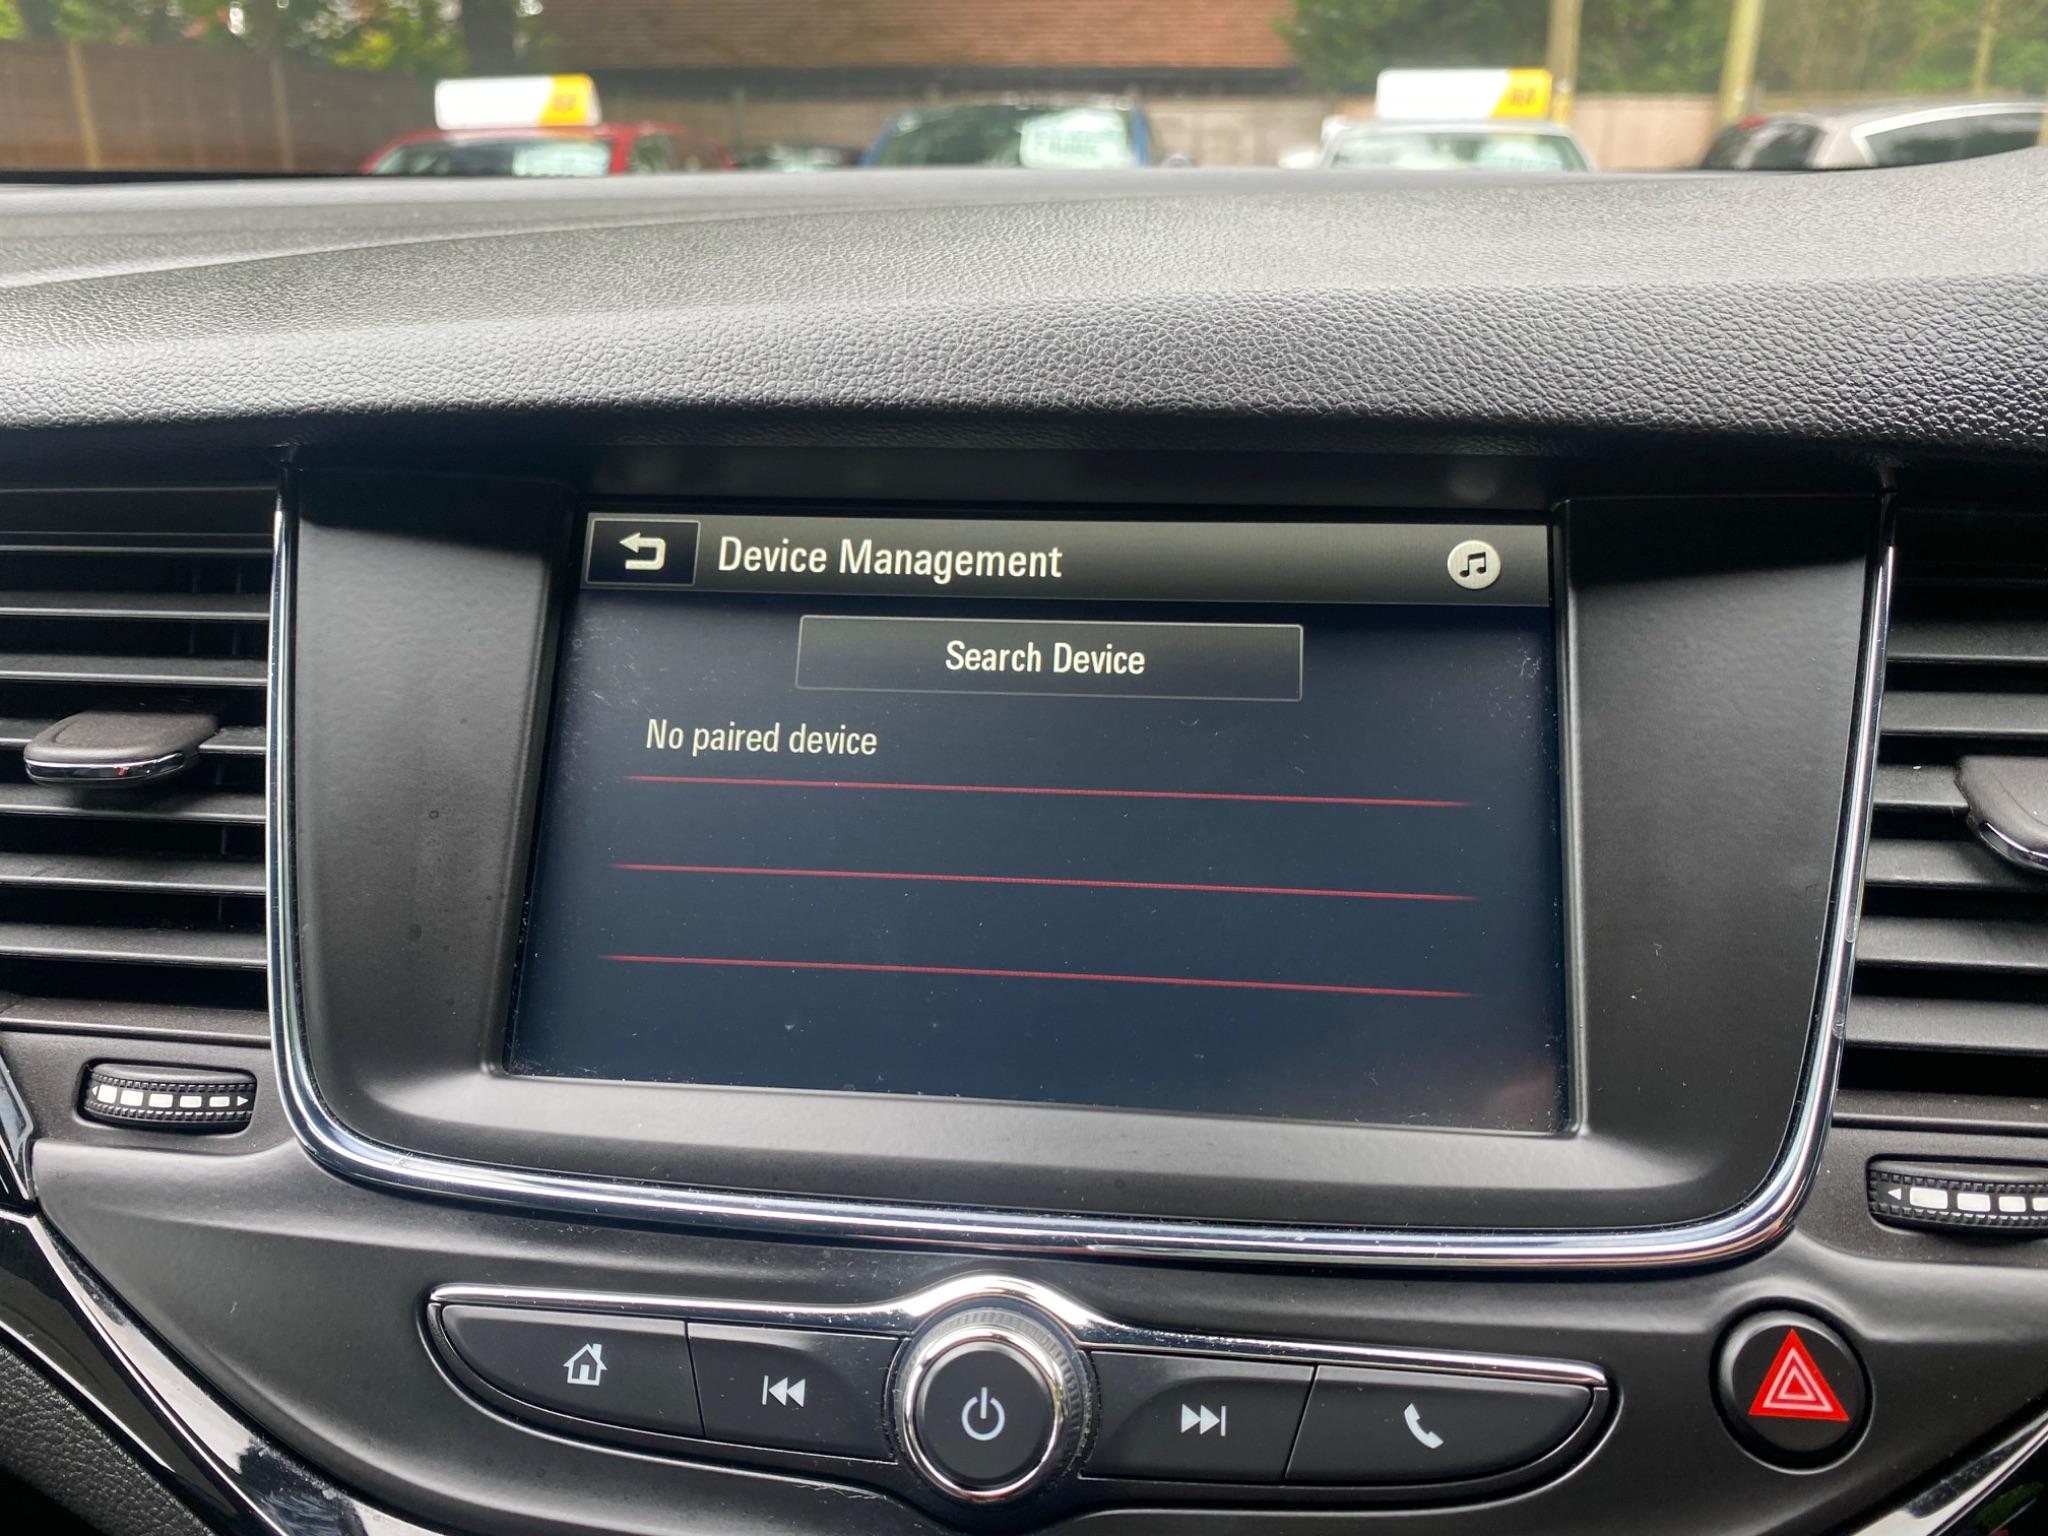 Device Management
Search Device
No paired device